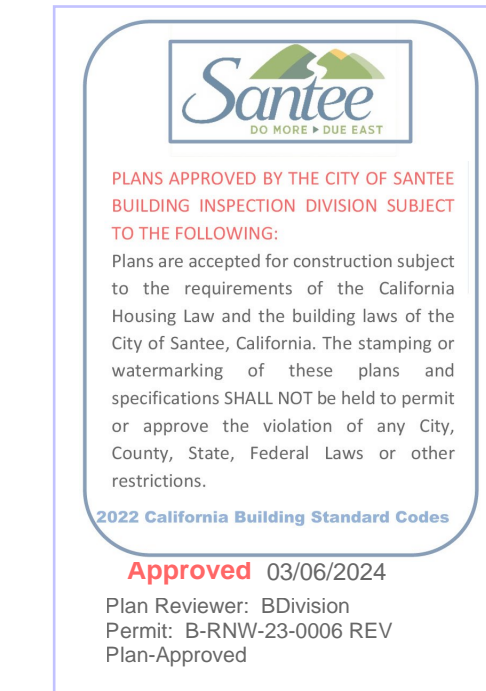 Santee
DO MORE ▸ DUE EAST
PLANS APPROVED BY THE CITY OF SANTEE
BUILDING INSPECTION DIVISION SUBJECT
TO THE FOLLOWING:
Plans are accepted for construction subject
to the requirements of the California
Housing Law and the building laws of the
City of Santee, California. The stamping or
watermarking of these plans and
specifications SHALL NOT be held to permit
or approve the violation of any City,
County, State, Federal Laws or other
restrictions.
2022 California Building Standard Codes
Approved 03/06/2024
Plan Reviewer: BDivision
Permit: B-RNW-23-0006 REV
Plan-Approved